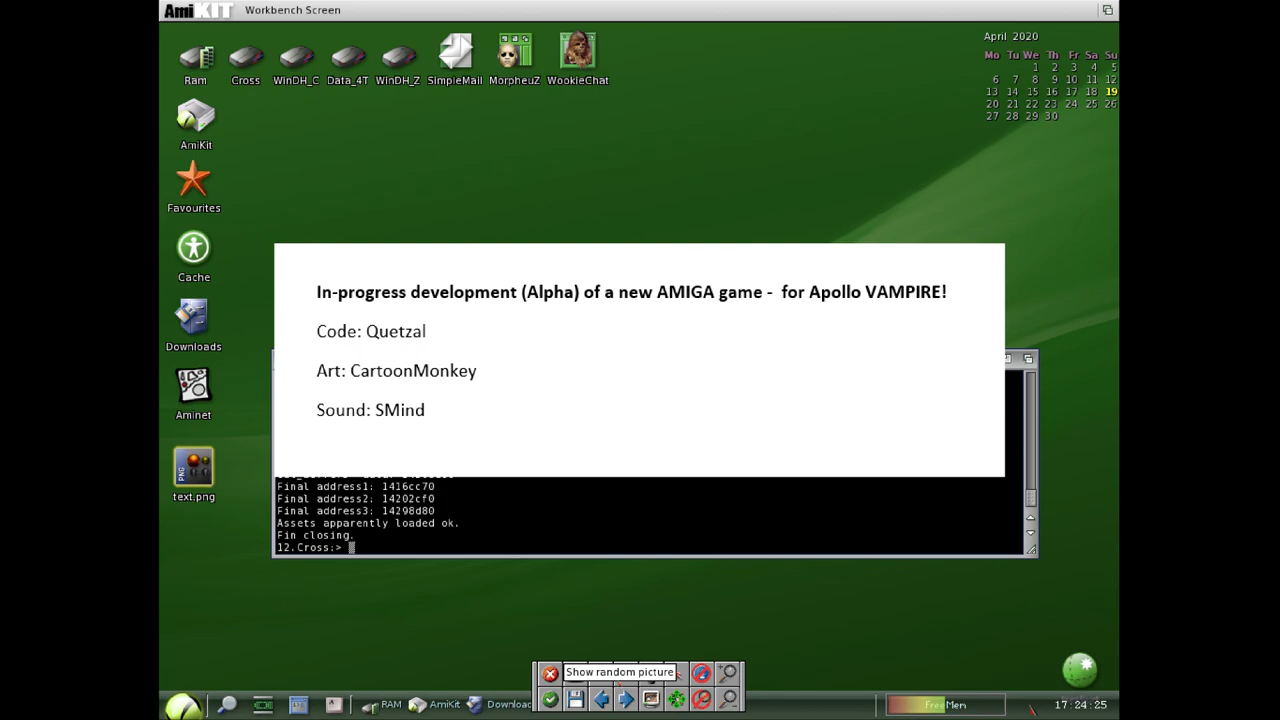 AmiKIT Workbench Screen
April 2020
Mo Tu We Th Fr Sa Su
1 2 3 4 5
6 7 8 9 10 11 12
13 14 15 16 17 18 19
20 21 22 23 24 25 26
27 28 29 30
Ram Cross WinDH_C Data_4T WinDH_Z SimpleMail MorpheuZ WookieChat
AmiKit
Favourites
Cache
Downloads
Aminet
PNG
text.png
In-progress development (Alpha) of a new AMIGA game - for Apollo VAMPIRE!
Code: Quetzal
Art: CartoonMonkey
Sound: SMind
Final address1: 1416cc70
Final address2: 14202cf0
Final address3: 14298d80
Assets apparently loaded ok.
Fin closing.
12.Cross:>
Show random picture
RAM AmiKit Downloa
FreeMem
17:24:25